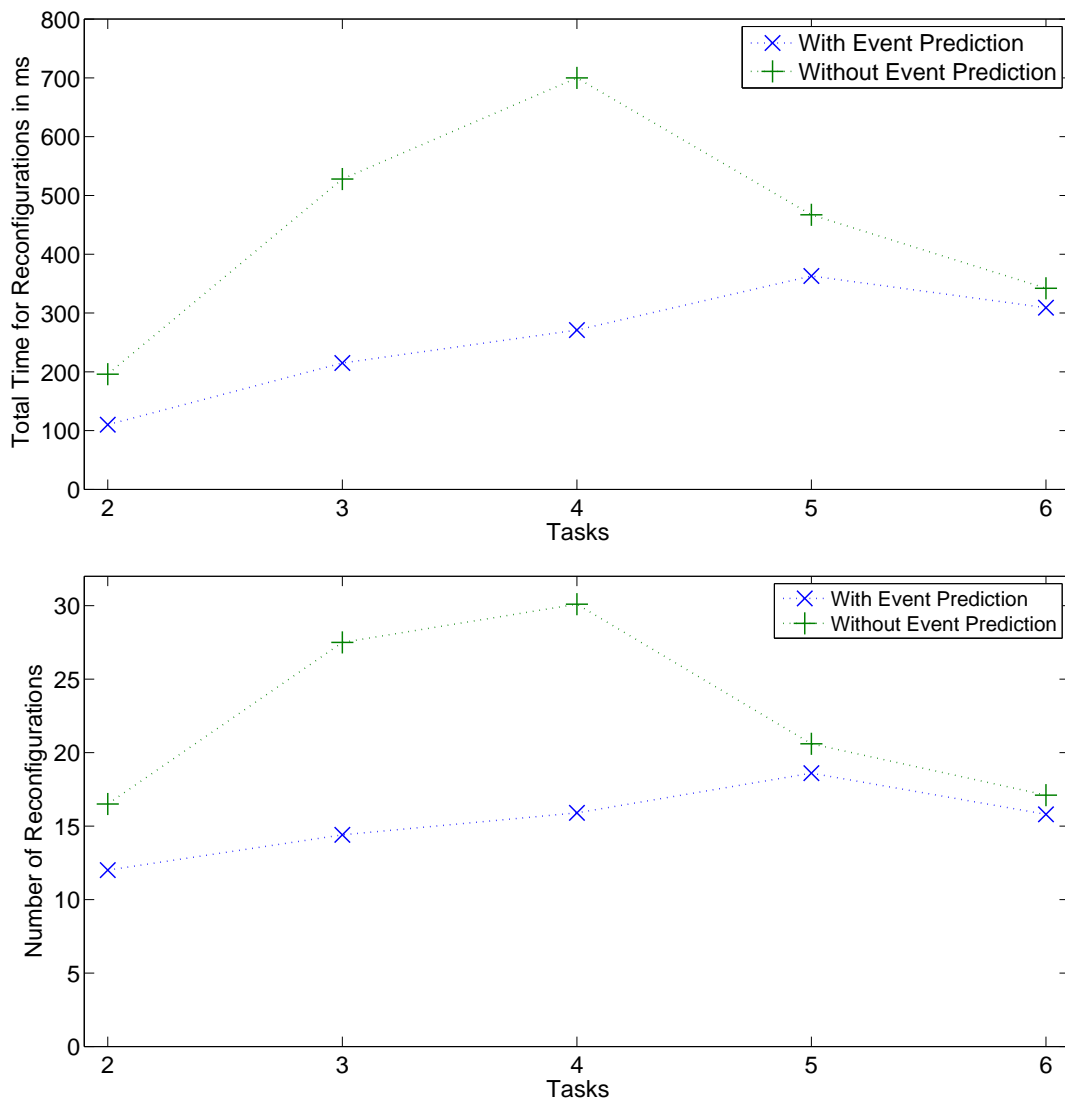 800
700
600
500
400
300
200
100
0
Total Time for Reconfigurations in ms
With Event Prediction
Without Event Prediction
2 3 4 5 6
Tasks
30
25
20
15
10
5
0
Number of Reconfigurations
With Event Prediction
Without Event Prediction
2 3 4 5 6
Tasks